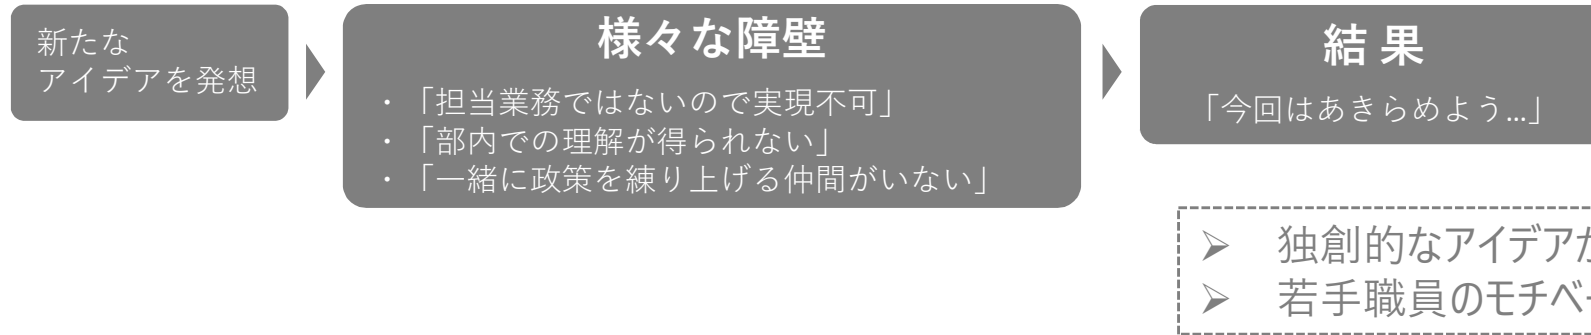 新たな
アイデアを発想
様々な障壁
・「担当業務ではないので実現不可」
・「部内での理解が得られない」
・「一緒に政策を練り上げる仲間がいない」
結 果
「今回はあきらめよう…」
➢ 独創的なアイデアが
➢ 若手職員のモチベー